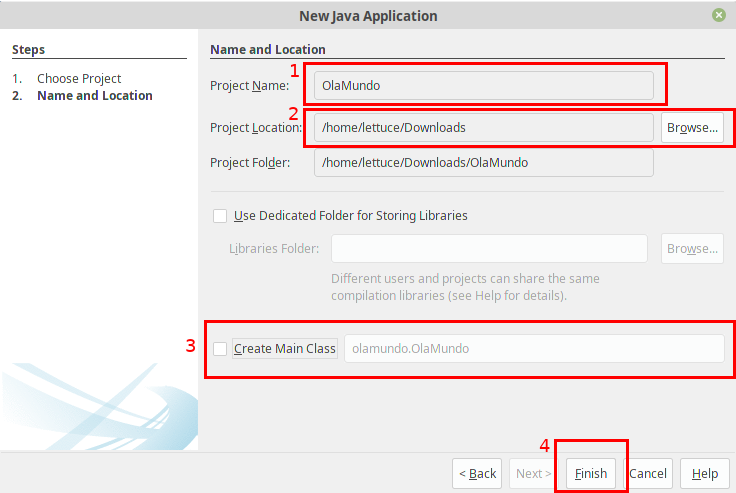 New Java Application
Steps
1. Choose Project
2. Name and Location
Name and Location
1
Project Name: OlaMundo
2
Project Location: /home/lettuce/Downloads Browse...
Project Folder: /home/lettuce/Downloads/OlaMundo
Use Dedicated Folder for Storing Libraries
Libraries Folder: Browse...
Different users and projects can share the same
compilation libraries (see Help for details).
3
Create Main Class olamundo.OlaMundo
4
< Back Next > Finish Cancel Help